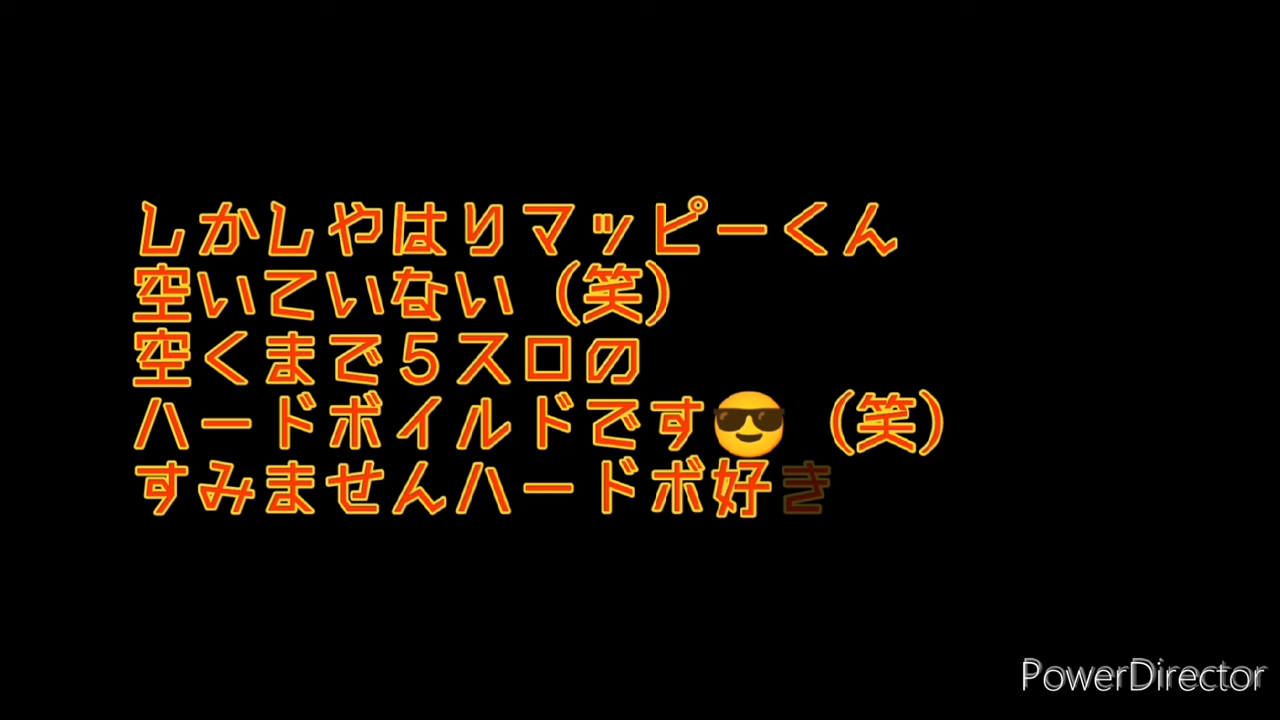 しかしやはりマッピーくん
空いていない（笑）
空くまで５スロの
ハードボイルドです😎（笑）
すみませんハードボ好き
PowerDirector